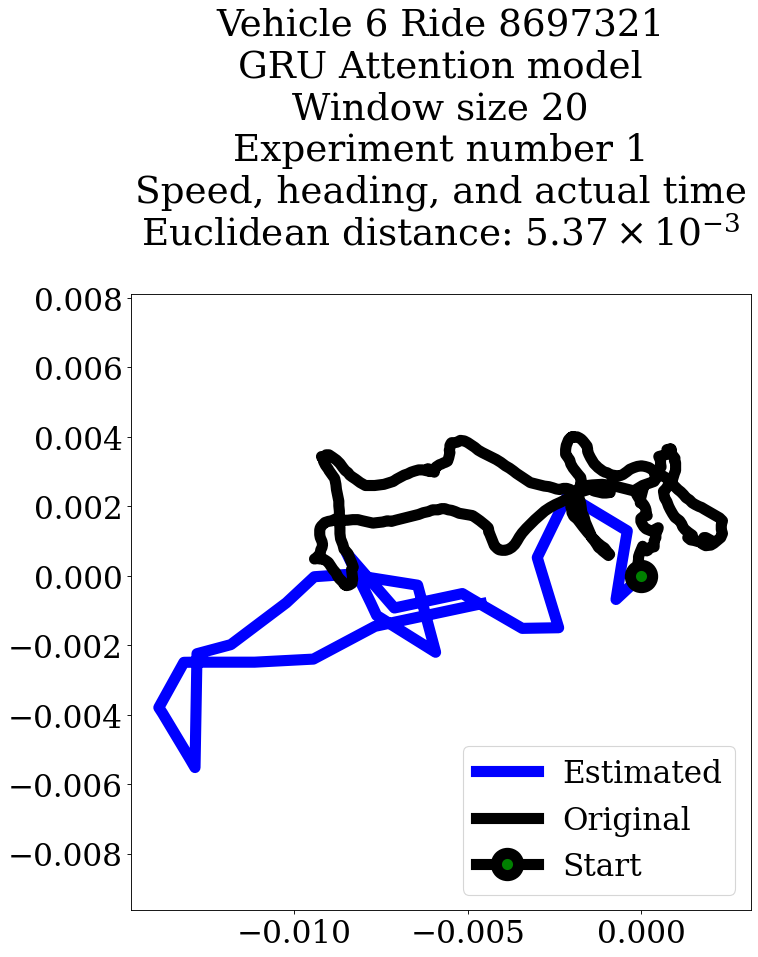 Vehicle 6 Ride 8697321
GRU Attention model
Window size 20
Experiment number 1
Speed, heading, and actual time
Euclidean distance: 5.37 × 10⁻³
0.008
0.006
0.004
0.002
0.000
−0.002
−0.004
−0.006
−0.008
Estimated
Original
Start
−0.010 −0.005 0.000